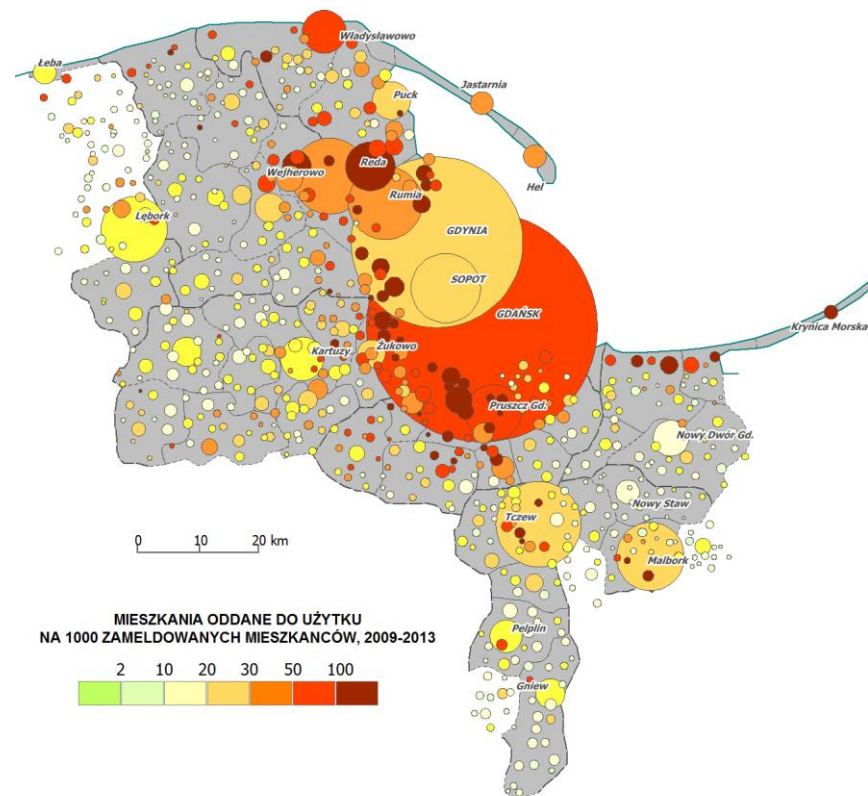 Łeba
Władysławowo
Jastarnia
Puck
Reda
Wejherowo
Hel
Rumia
Lębork
GDYNIA
SOPOT
GDAŃSK
Krynica Morska
Kartuzy
Żukowo
Pruszcz Gd.
Nowy Dwór Gd.
Nowy Staw
Tczew
0 10 20 km
Malbork
MIESZKANIA ODDANE DO UŻYTKU
NA 1000 ZAMELDOWANYCH MIESZKAŃCÓW, 2009-2013
Pelplin
2 10 20 30 50 100
Gniew